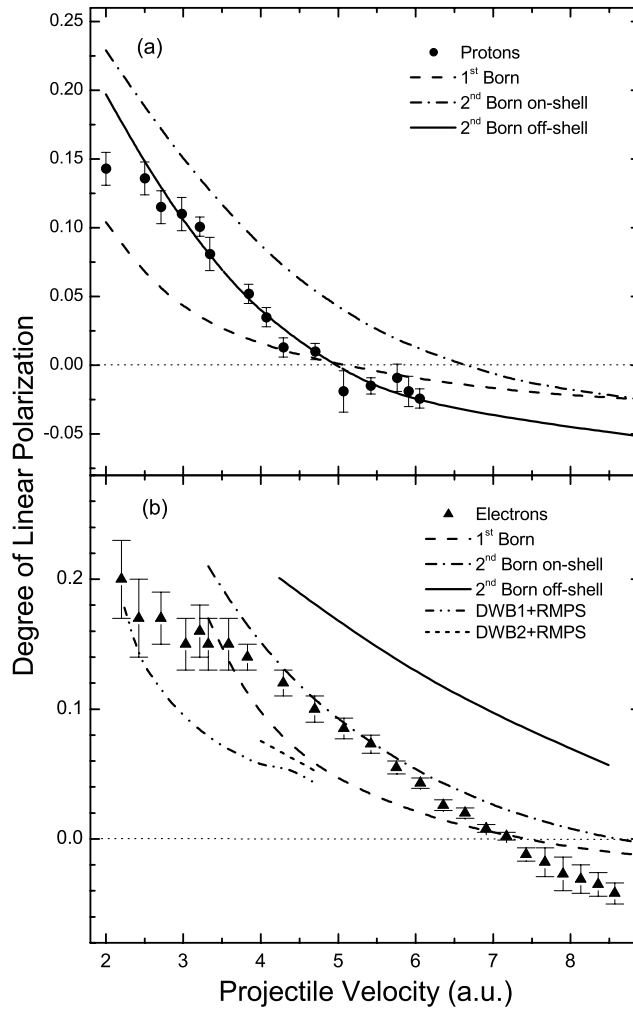 0.25
(a)
Protons
1st Born
2nd Born on-shell
2nd Born off-shell
0.20
0.15
0.10
0.05
0.00
-0.05
Degree of Linear Polarization
(b)
Electrons
1st Born
2nd Born on-shell
2nd Born off-shell
DWB1+RMPS
DWB2+RMPS
0.2
0.1
0.0
2 3 4 5 6 7 8
Projectile Velocity (a.u.)